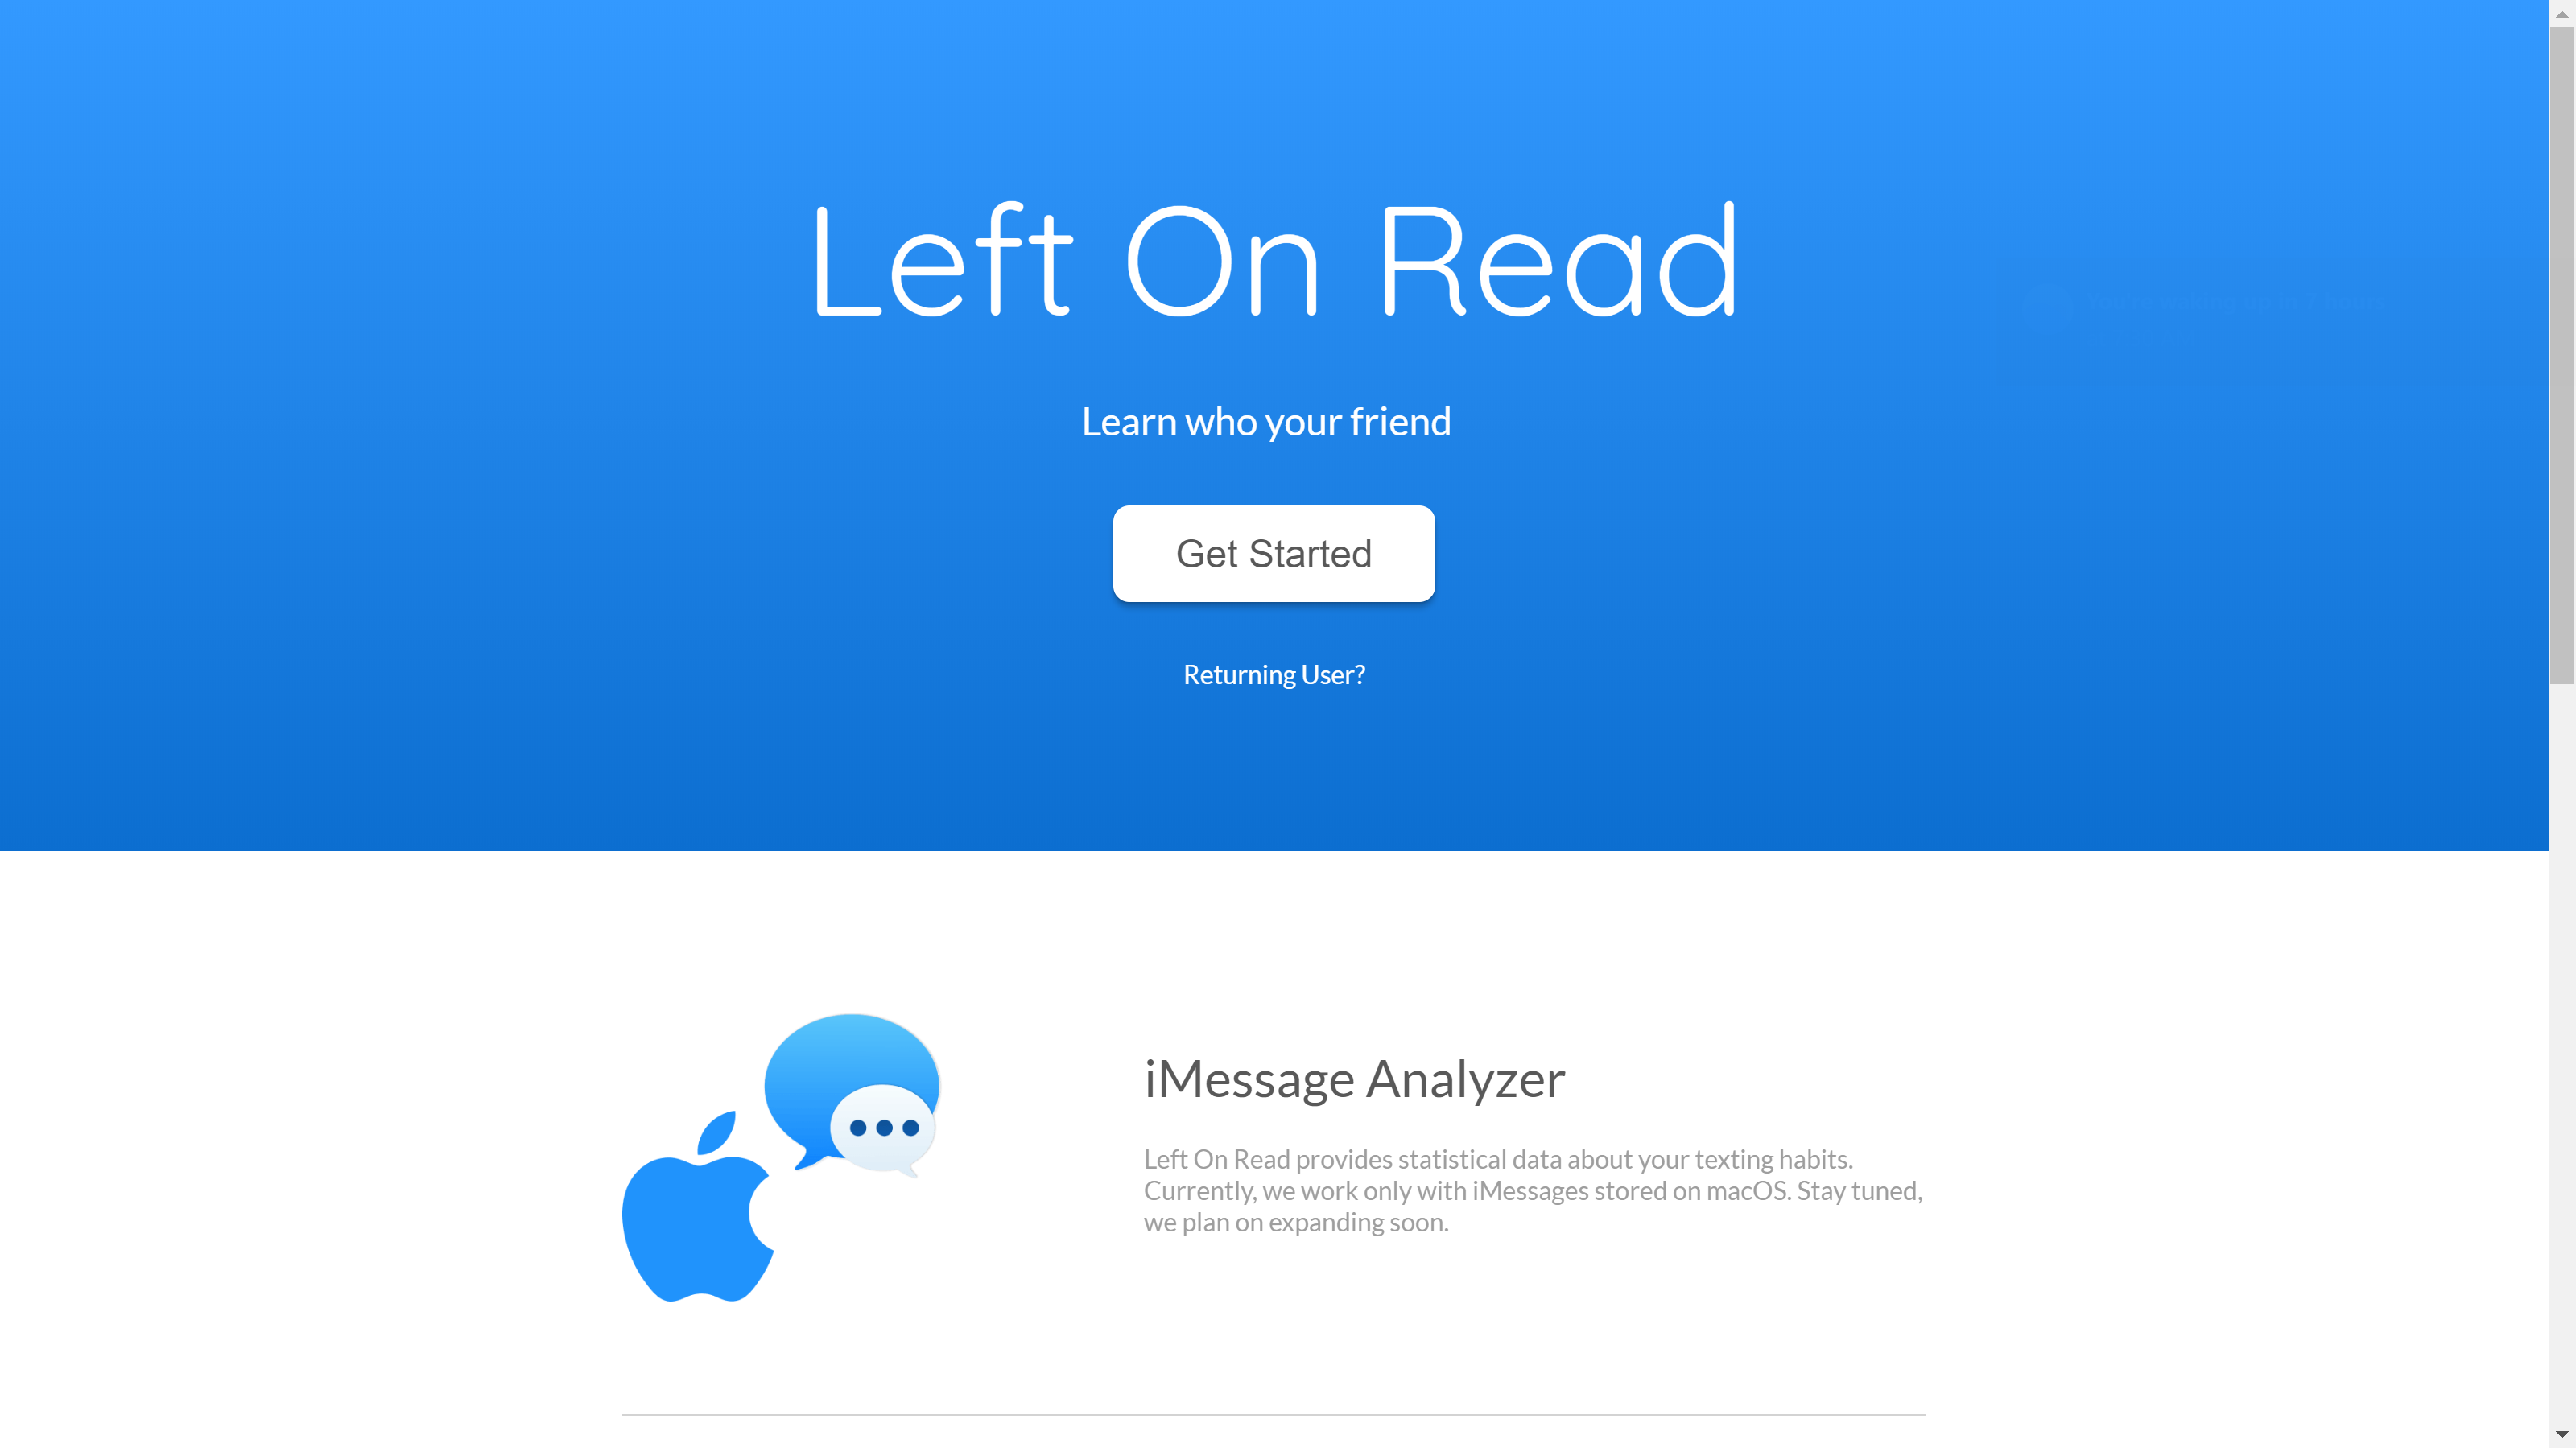 Left On Read
Learn who your friend
Get Started
Returning User?
iMessage Analyzer
Left On Read provides statistical data about your texting habits.
Currently, we work only with iMessages stored on macOS. Stay tuned,
we plan on expanding soon.